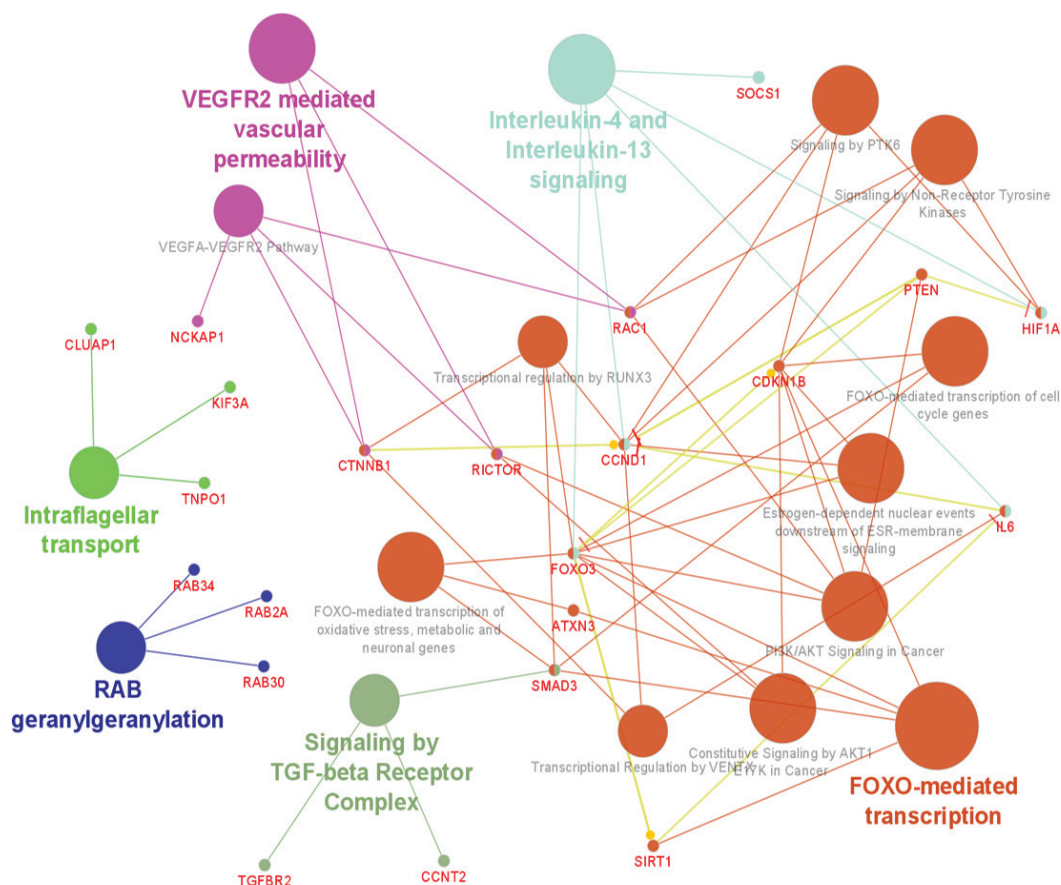 VEGFR2 mediated
vascular
permeability
Interleukin-4 and
Interleukin-13
signaling
SOCS1
Signaling by PTK6
Signaling by Non-Receptor Tyrosine
Kinases
VEGFA-VEGFR2 Pathway
PTEN
RAC1
HIF1A
NCKAP1
CLUAP1
KIF3A
Transcriptional regulation by RUNX3
CDKN1B
FOXO-mediated transcription of cell
cycle genes
CTNNB1
RICTOR
CCND1
TNPO1
Intraflagellar
transport
Estrogen-dependent nuclear events
downstream of ESR-membrane
signaling
IL6
FOXO3
RAB34
RAB2A
RAB30
RAB
geranylgeranylation
FOXO-mediated transcription of
oxidative stress, metabolic and
neuronal genes
ATXN3
PI3K/AKT Signaling in Cancer
SMAD3
Signaling by
TGF-beta Receptor
Complex
Transcriptional Regulation by VENTX
Constitutive Signaling by AKT1
E17K in Cancer
FOXO-mediated
transcription
SIRT1
TGFBR2
CCNT2